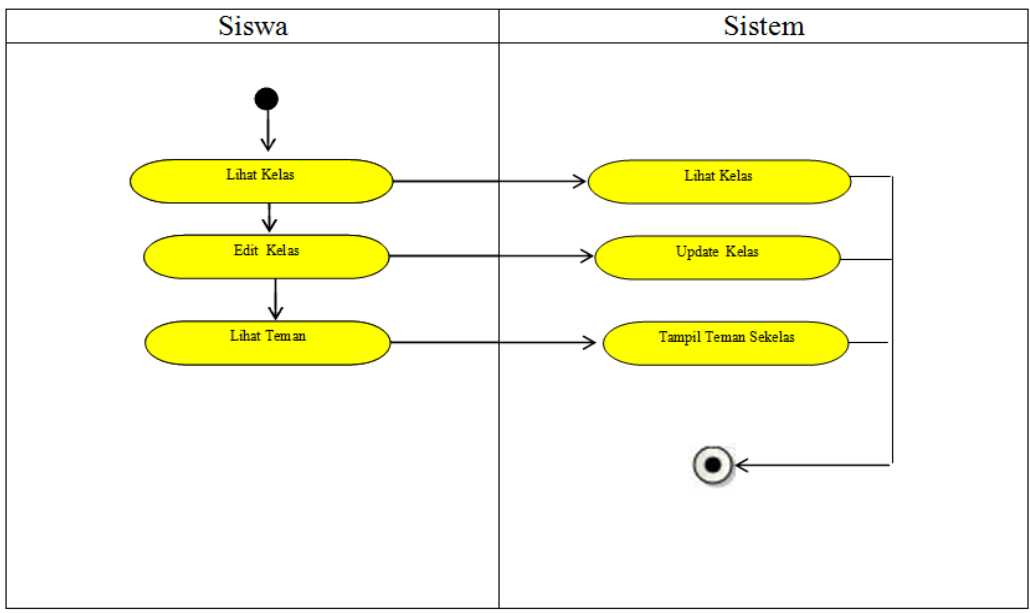 Siswa
Sistem
Lihat Kelas
Lihat Kelas
Edit Kelas
Update Kelas
Lihat Teman
Tampil Teman Sekelas